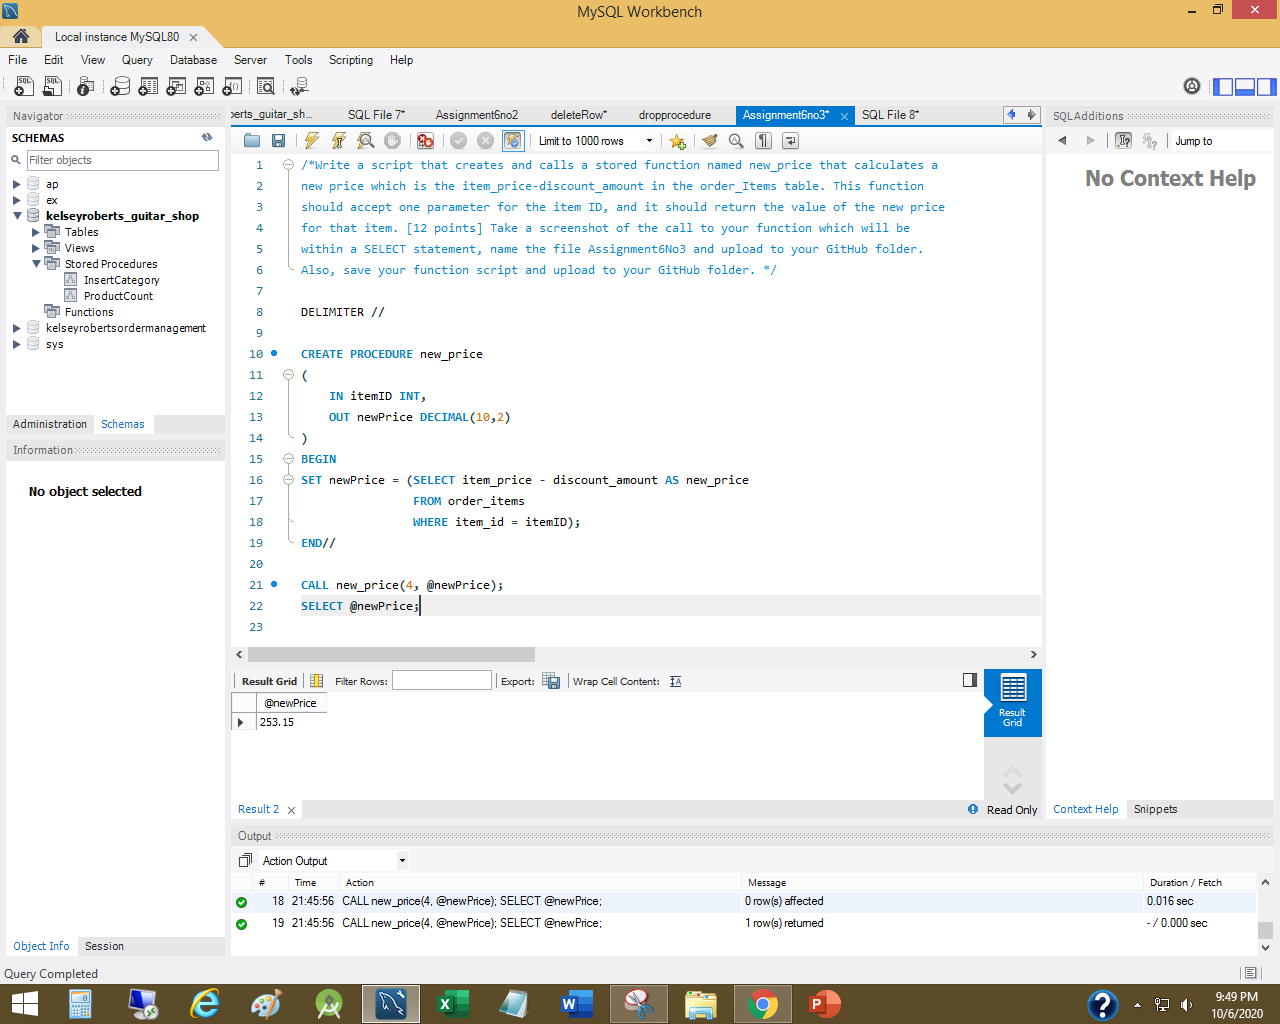 MySQL Workbench
Local instance MySQL80
File Edit View Query Database Server Tools Scripting Help
Navigator
SCHEMAS
Filter objects
ap
ex
kelseyroberts_guitar_shop
Tables
Views
Stored Procedures
InsertCategory
ProductCount
Functions
kelseyrobertsordermanagement
sys
Administration Schemas
Information
No object selected
Object Info Session
berts_guitar_sh... SQL File 7* Assignment6no2 deleteRow* dropprocedure Assignment6no3* SQL File 8*
Limit to 1000 rows
1 /*Write a script that creates and calls a stored function named new_price that calculates a
2 new price which is the item_price-discount_amount in the order_Items table. This function
3 should accept one parameter for the item ID, and it should return the value of the new price
4 for that item. [12 points] Take a screenshot of the call to your function which will be
5 within a SELECT statement, name the file Assignment6No3 and upload to your GitHub folder.
6 Also, save your function script and upload to your GitHub folder. */
7
8 DELIMITER //
9
10 CREATE PROCEDURE new_price
11 (
12 IN itemID INT,
13 OUT newPrice DECIMAL(10,2)
14 )
15 BEGIN
16 SET newPrice = (SELECT item_price - discount_amount AS new_price
17 FROM order_items
18 WHERE item_id = itemID);
19 END//
20
21 CALL new_price(4, @newPrice);
22 SELECT @newPrice;
23
Result Grid Filter Rows: Export: Wrap Cell Content:
@newPrice
253.15
Result Grid
Result 2
Read Only
Output
Action Output
# Time Action Message Duration / Fetch
18 21:45:56 CALL new_price(4, @newPrice); SELECT @newPrice; 0 row(s) affected 0.016 sec
19 21:45:56 CALL new_price(4, @newPrice); SELECT @newPrice; 1 row(s) returned - / 0.000 sec
SQLAdditions
Jump to
No Context Help
Context Help Snippets
Query Completed
9:49 PM
10/6/2020